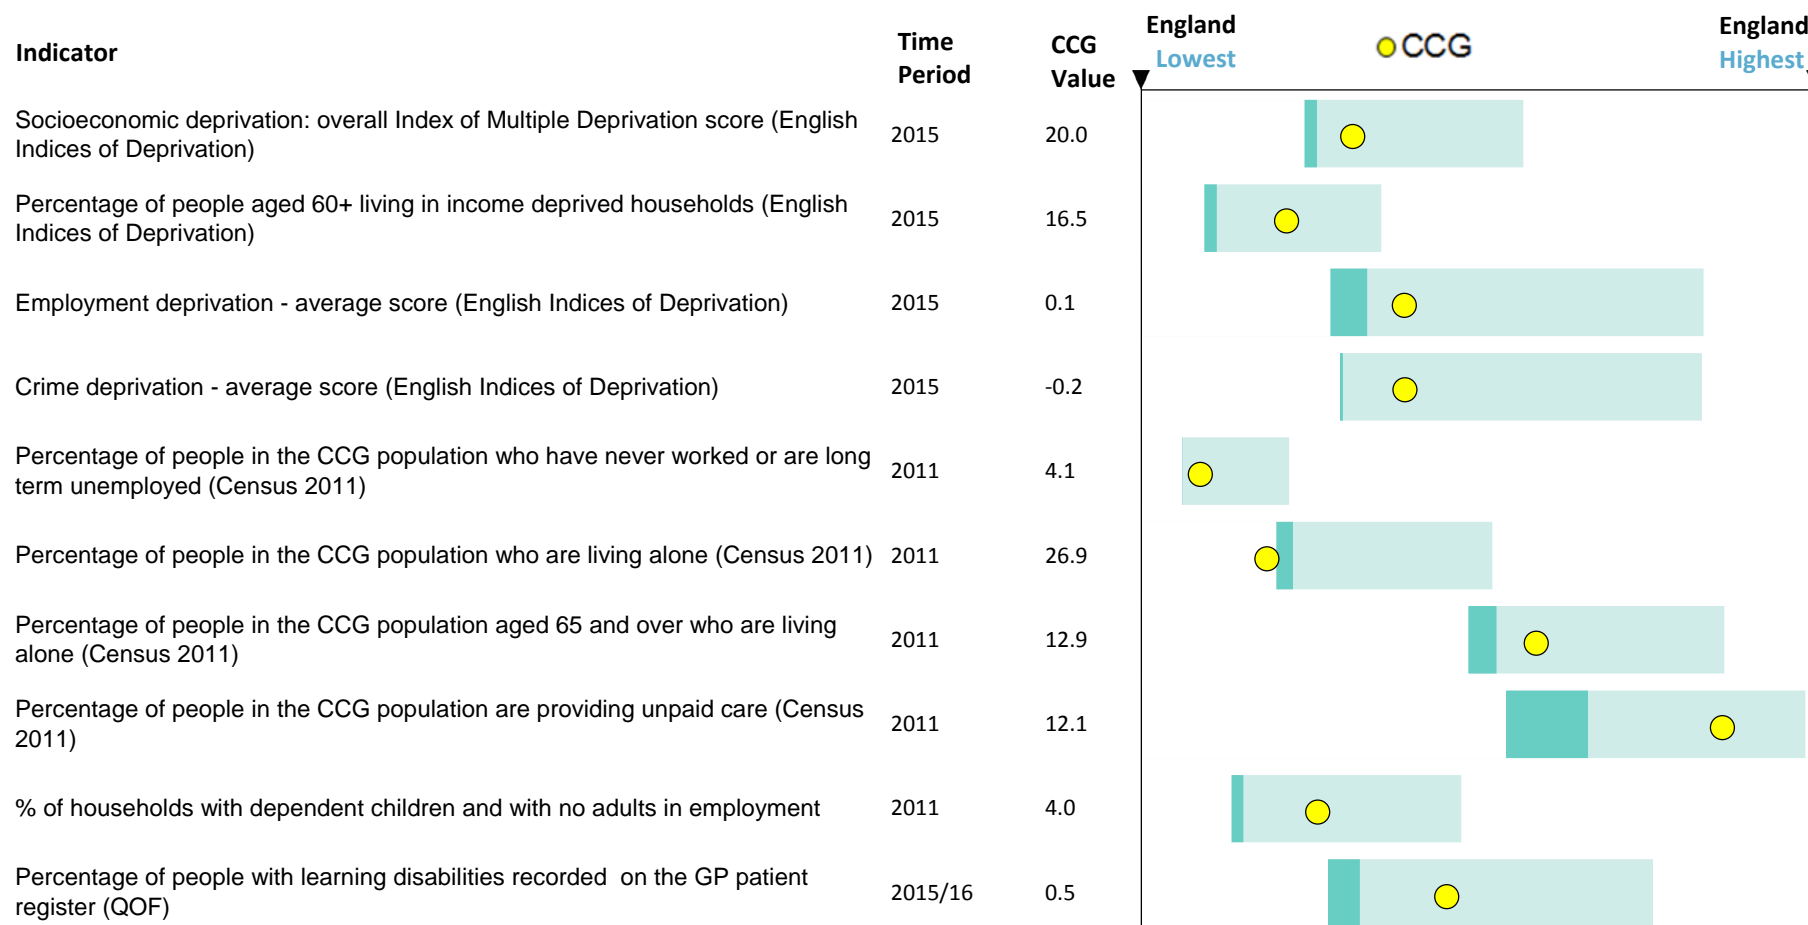 Indicator
Time
Period
CCG
Value
England
Lowest
CCG
England
Highest
Socioeconomic deprivation: overall Index of Multiple Deprivation score (English
Indices of Deprivation)
2015
20.0
Percentage of people aged 60+ living in income deprived households (English
Indices of Deprivation)
2015
16.5
Employment deprivation - average score (English Indices of Deprivation)
2015
0.1
Crime deprivation - average score (English Indices of Deprivation)
2015
-0.2
Percentage of people in the CCG population who have never worked or are long
term unemployed (Census 2011)
2011
4.1
Percentage of people in the CCG population who are living alone (Census 2011)
2011
26.9
Percentage of people in the CCG population aged 65 and over who are living
alone (Census 2011)
2011
12.9
Percentage of people in the CCG population are providing unpaid care (Census
2011)
2011
12.1
% of households with dependent children and with no adults in employment
2011
4.0
Percentage of people with learning disabilities recorded  on the GP patient
register (QOF)
2015/16
0.5